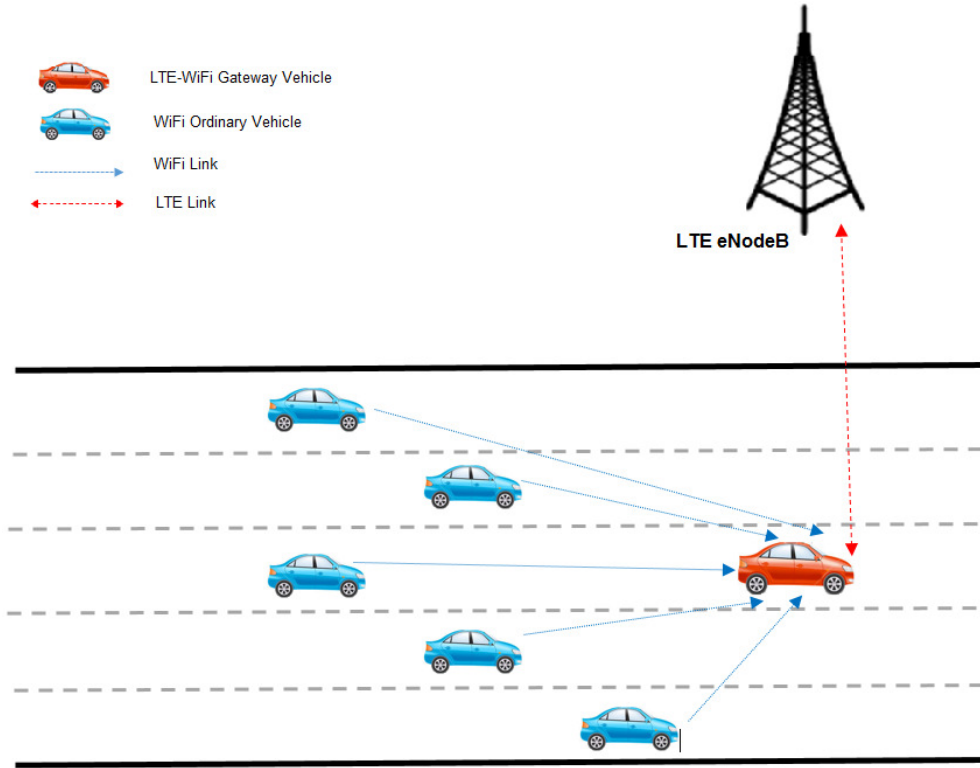 LTE-WiFi Gateway Vehicle
WiFi Ordinary Vehicle
WiFi Link
LTE Link
LTE eNodeB